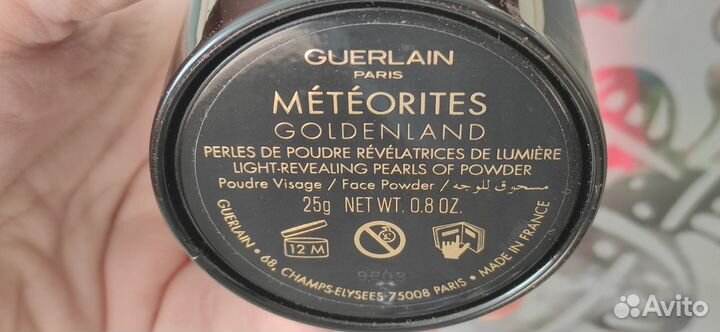 GUERLAIN
PARIS
MÉTÉORITES
GOLDENLAND
PERLES DE POUDRE RÉVÉLATRICES DE LUMIÈRE
LIGHT-REVEALING PEARLS OF POWDER
Poudre Visage / Face Powder / مسحوق للوجه
25g NET WT. 0.8 OZ.
12 M
GUERLAIN • 68, CHAMPS-ELYSEES 75008 PARIS • MADE IN FRANCE
Avito